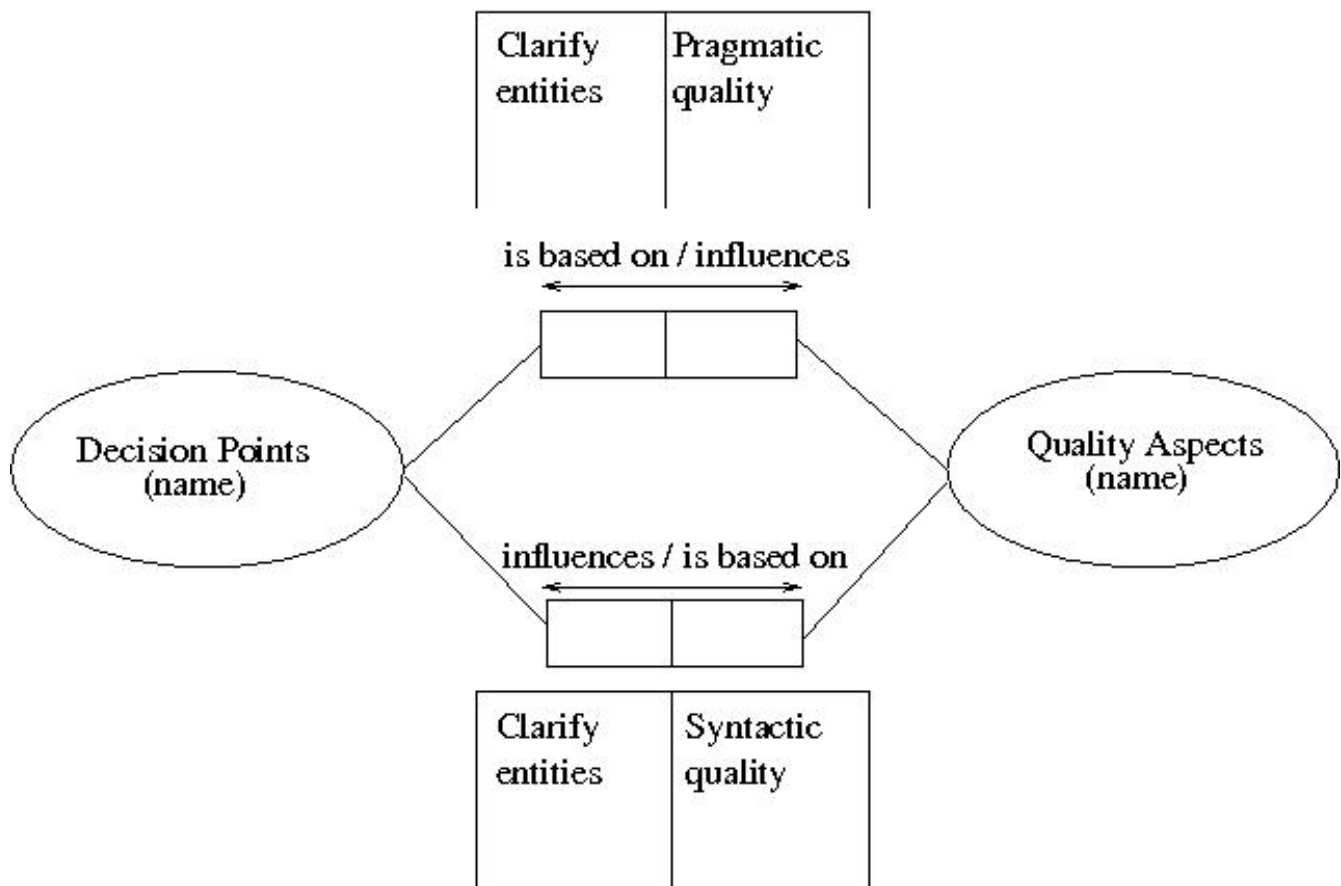 Clarify
entities
Pragmatic
quality
is based on / influences
Decision Points
(name)
Quality Aspects
(name)
influences / is based on
Clarify
entities
Syntactic
quality